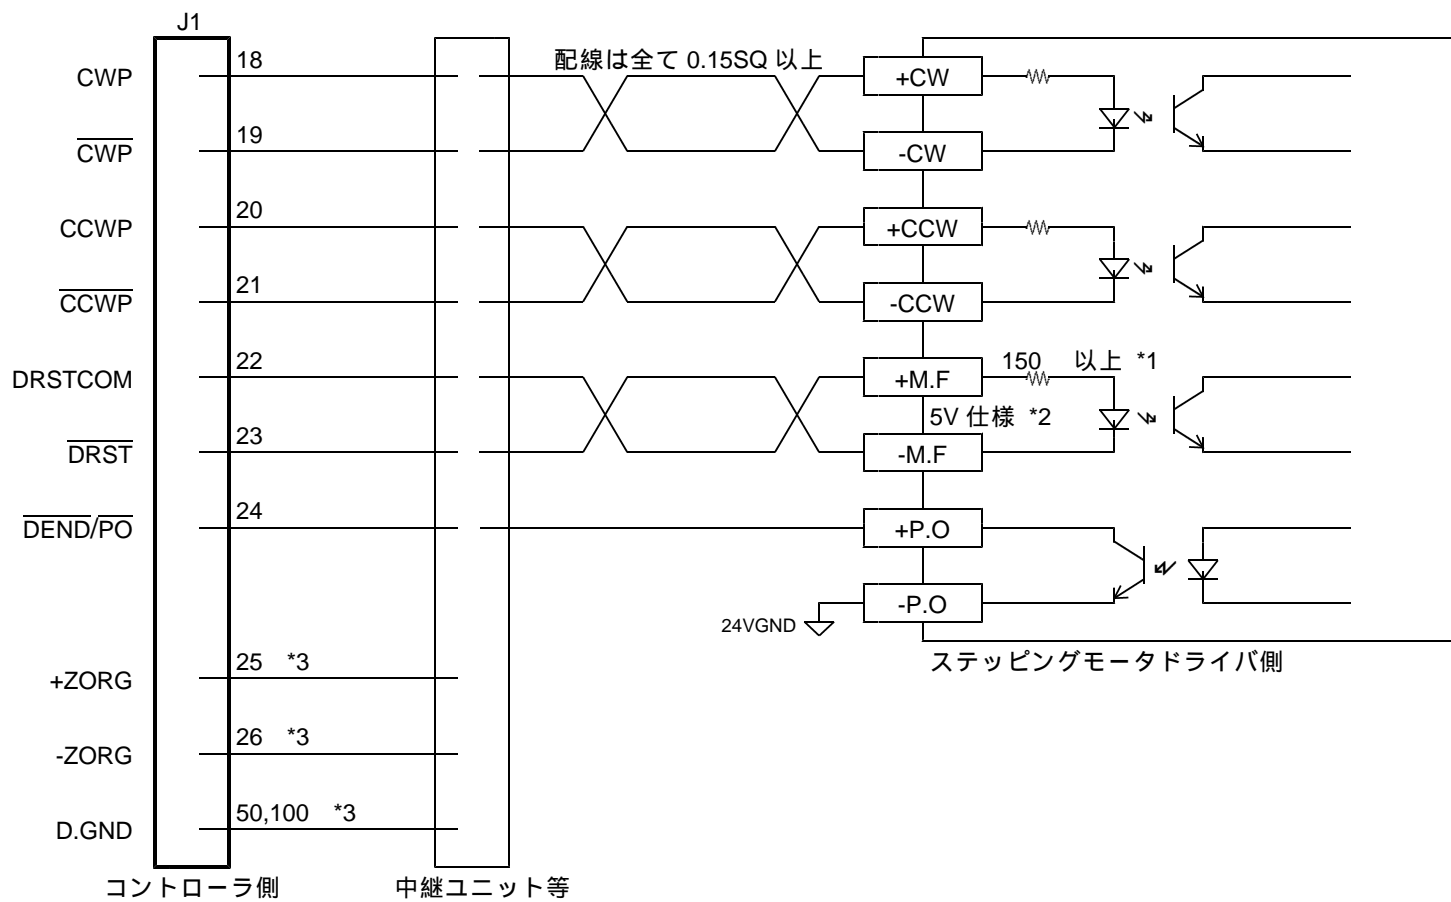 J1
CWP 18 配線は全て 0.15SQ 以上 +CW
CWP 19 -CW
CCWP 20 +CCW
CCWP 21 -CCW
DRSTCOM 22 +M.F 150 以上 *1
5V 仕様 *2
DRST 23 -M.F
DEND/PO 24 +P.O
24VGND -P.O
ステッピングモータドライバ側
+ZORG 25 *3
-ZORG 26 *3
D.GND 50,100 *3
コントローラ側 中継ユニット等